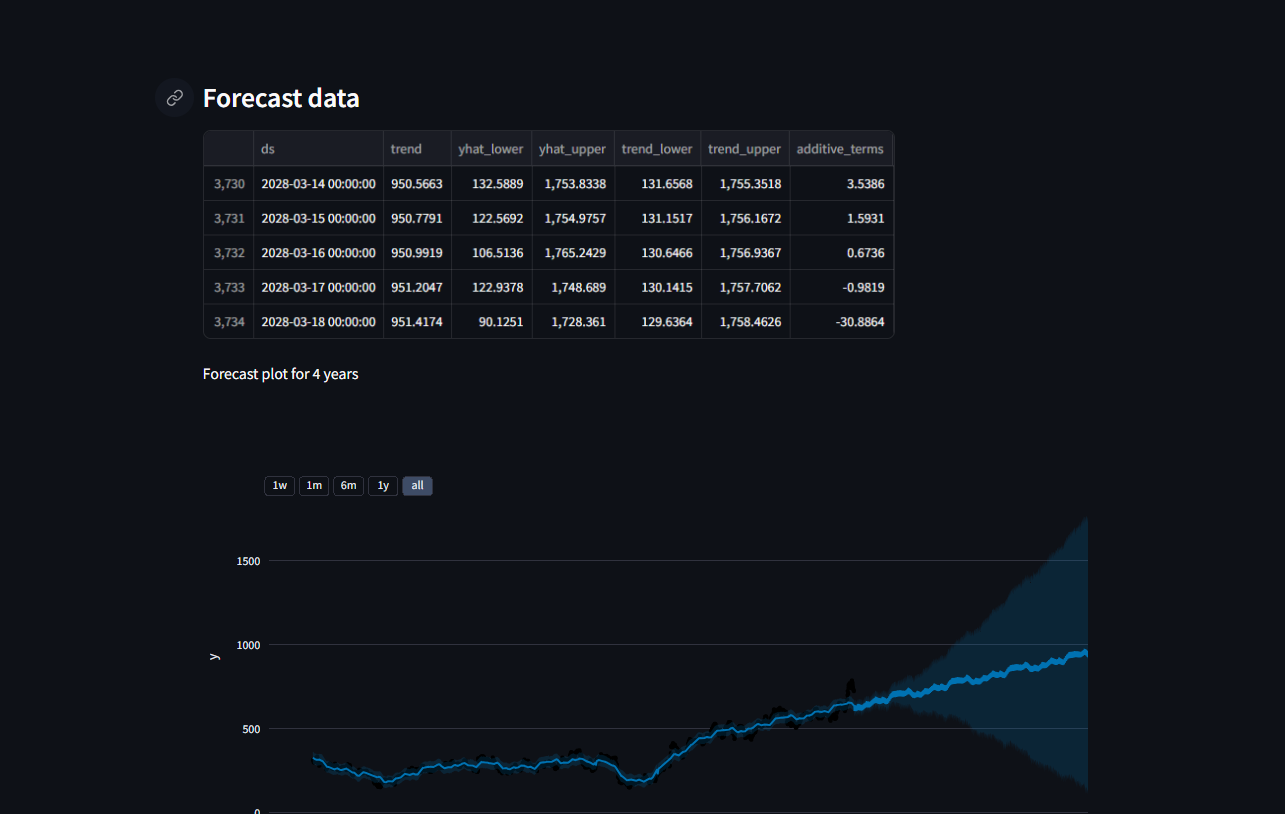 Forecast data
ds trend yhat_lower yhat_upper trend_lower trend_upper additive_terms
3,730 2028-03-14 00:00:00 950.5663 132.5889 1,753.8338 131.6568 1,755.3518 3.5386
3,731 2028-03-15 00:00:00 950.7791 122.5692 1,754.9757 131.1517 1,756.1672 1.5931
3,732 2028-03-16 00:00:00 950.9919 106.5136 1,765.2429 130.6466 1,756.9367 0.6736
3,733 2028-03-17 00:00:00 951.2047 122.9378 1,748.689 130.1415 1,757.7062 -0.9819
3,734 2028-03-18 00:00:00 951.4174 90.1251 1,728.361 129.6364 1,758.4626 -30.8864
Forecast plot for 4 years
1w 1m 6m 1y all
1500
1000
y
500
0